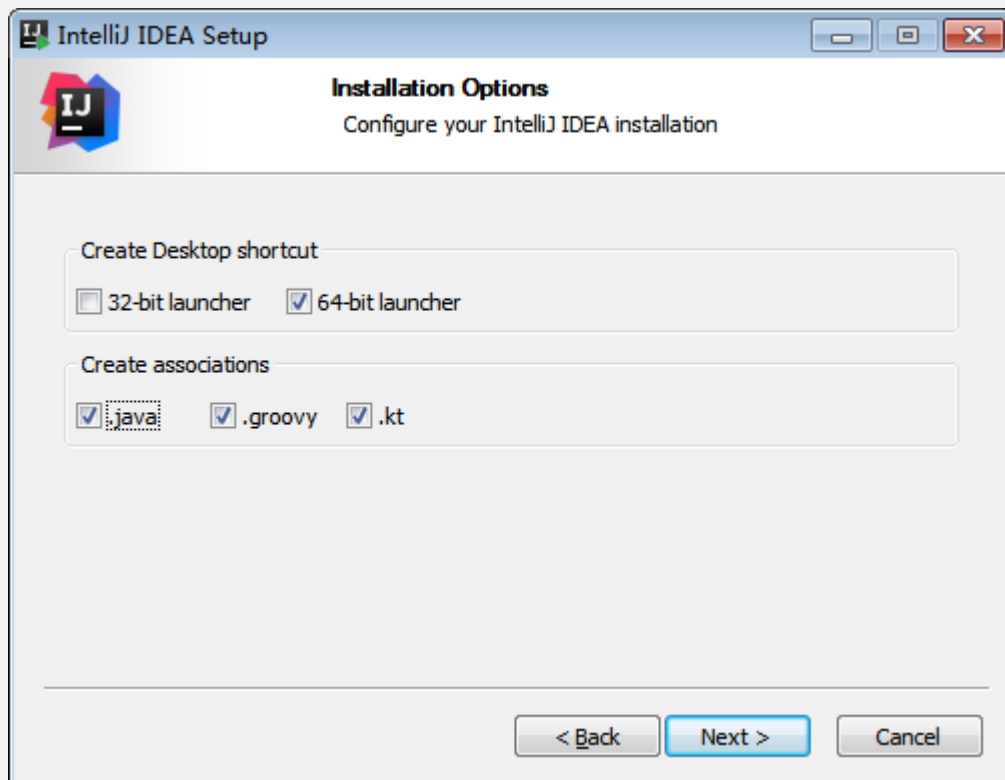 IntelliJ IDEA Setup
IJ
Installation Options
Configure your IntelliJ IDEA installation
Create Desktop shortcut
32-bit launcher 64-bit launcher
Create associations
.java .groovy .kt
< Back Next > Cancel